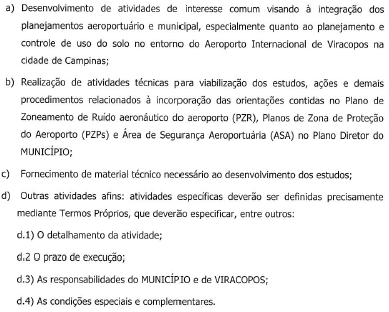 a) Desenvolvimento de atividades de interesse comum visando à integração dos
planejamentos aeroportuário e municipal, especialmente quanto ao planejamento e
controle de uso do solo no entorno do Aeroporto Internacional de Viracopos na
cidade de Campinas;
b) Realização de atividades técnicas para viabilização dos estudos, ações e demais
procedimentos relacionados à incorporação das orientações contidas no Plano de
Zoneamento de Ruído aeronáutico do aeroporto (PZR), Planos de Zona de Proteção
do Aeroporto (PZPs) e Área de Segurança Aeroportuária (ASA) no Plano Diretor do
MUNICÍPIO;
c) Fornecimento de material técnico necessário ao desenvolvimento dos estudos;
d) Outras atividades afins: atividades específicas deverão ser definidas precisamente
mediante Termos Próprios, que deverão especificar, entre outros:
d.1) O detalhamento da atividade;
d.2 O prazo de execução;
d.3) As responsabilidades do MUNICÍPIO e de VIRACOPOS;
d.4) As condições especiais e complementares.